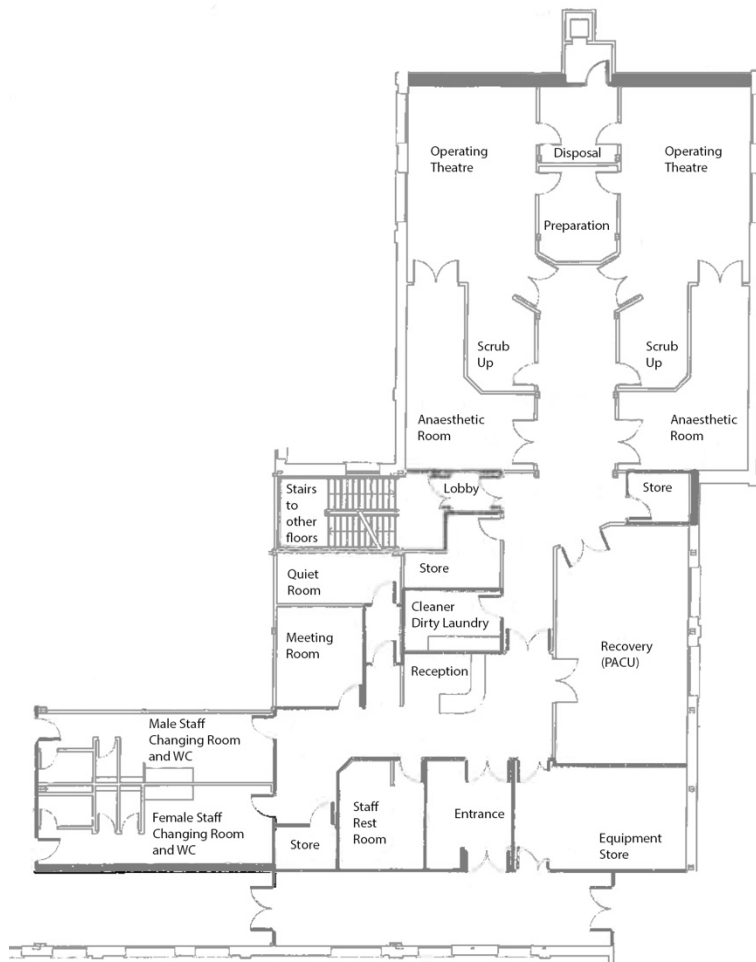 Operating
Theatre
Disposal
Operating
Theatre
Preparation
Scrub
Up
Scrub
Up
Anaesthetic
Room
Anaesthetic
Room
Stairs
to
other
floors
Lobby
Store
Store
Quiet
Room
Cleaner
Dirty Laundry
Meeting
Room
Recovery
(PACU)
Reception
Male Staff
Changing Room
and WC
Female Staff
Changing Room
and WC
Store
Staff
Rest
Room
Entrance
Equipment
Store